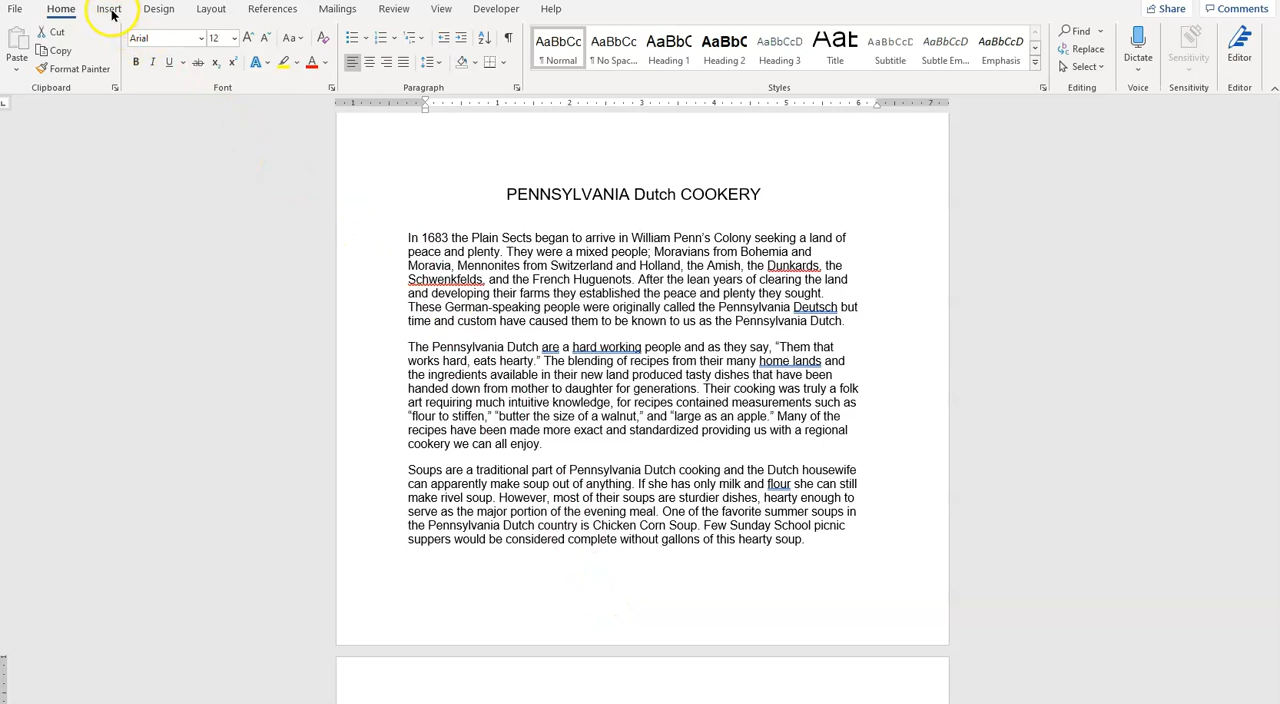 File Home Insert Design Layout References Mailings Review View Developer Help Share Comments
Paste Cut Copy Format Painter Clipboard
Arial 12 Aa A A
B I U ab x₂ x² A A Font
Paragraph
AaBbCc ¶ Normal AaBbCc ¶ No Spac... AaBbC Heading 1 AaBbCc Heading 2 AaBbCcD Heading 3 AaB Title AaBbCcD Subtitle AaBbCcD Subtle Em... AaBbCcD Emphasis
Styles
Find Replace Select Editing
Dictate Voice
Sensitivity Sensitivity
Editor Editor
1 1 2 3 4 5 6 7
PENNSYLVANIA Dutch COOKERY
In 1683 the Plain Sects began to arrive in William Penn’s Colony seeking a land of
peace and plenty. They were a mixed people; Moravians from Bohemia and
Moravia, Mennonites from Switzerland and Holland, the Amish, the Dunkards, the
Schwenkfelds, and the French Huguenots. After the lean years of clearing the land
and developing their farms they established the peace and plenty they sought.
These German-speaking people were originally called the Pennsylvania Deutsch but
time and custom have caused them to be known to us as the Pennsylvania Dutch.
The Pennsylvania Dutch are a hard working people and as they say, “Them that
works hard, eats hearty.” The blending of recipes from their many home lands and
the ingredients available in their new land produced tasty dishes that have been
handed down from mother to daughter for generations. Their cooking was truly a folk
art requiring much intuitive knowledge, for recipes contained measurements such as
“flour to stiffen,” “butter the size of a walnut,” and “large as an apple.” Many of the
recipes have been made more exact and standardized providing us with a regional
cookery we can all enjoy.
Soups are a traditional part of Pennsylvania Dutch cooking and the Dutch housewife
can apparently make soup out of anything. If she has only milk and flour she can still
make rivel soup. However, most of their soups are sturdier dishes, hearty enough to
serve as the major portion of the evening meal. One of the favorite summer soups in
the Pennsylvania Dutch country is Chicken Corn Soup. Few Sunday School picnic
suppers would be considered complete without gallons of this hearty soup.